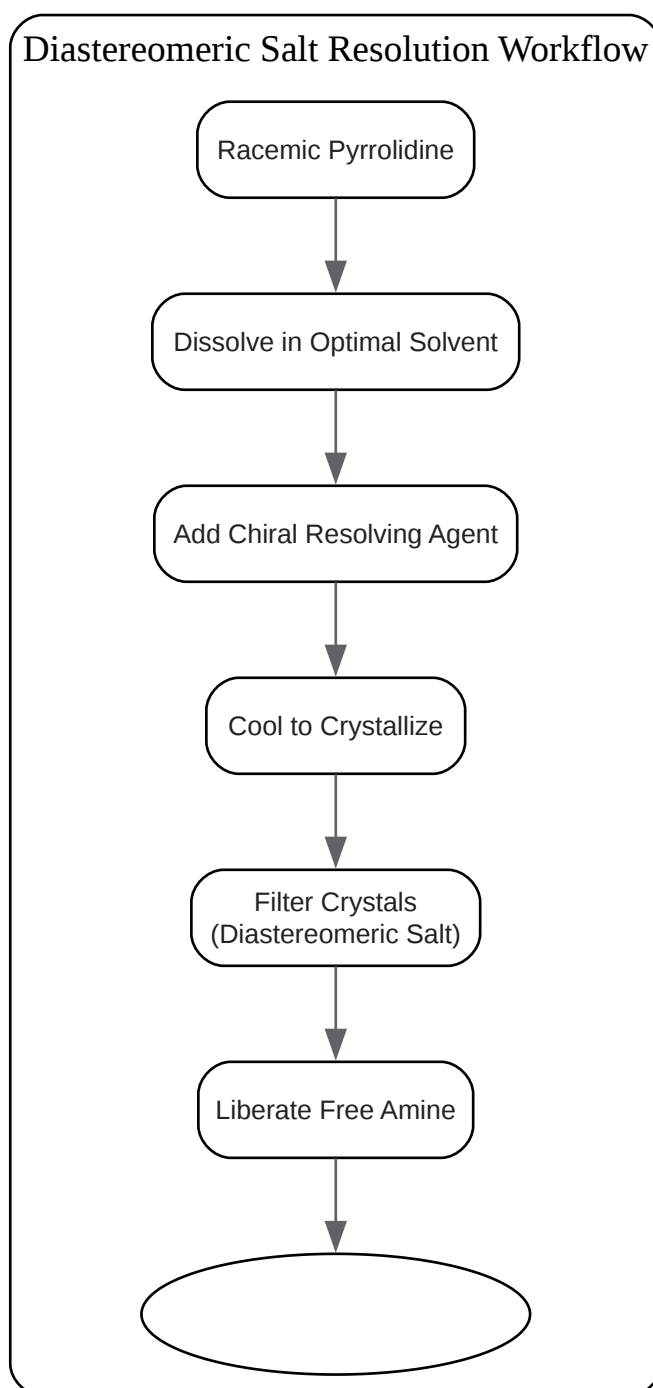 Diastereomeric Salt Resolution Workflow
Racemic Pyrrolidine
Dissolve in Optimal Solvent
Add Chiral Resolving Agent
Cool to Crystallize
Filter Crystals
(Diastereomeric Salt)
Liberate Free Amine